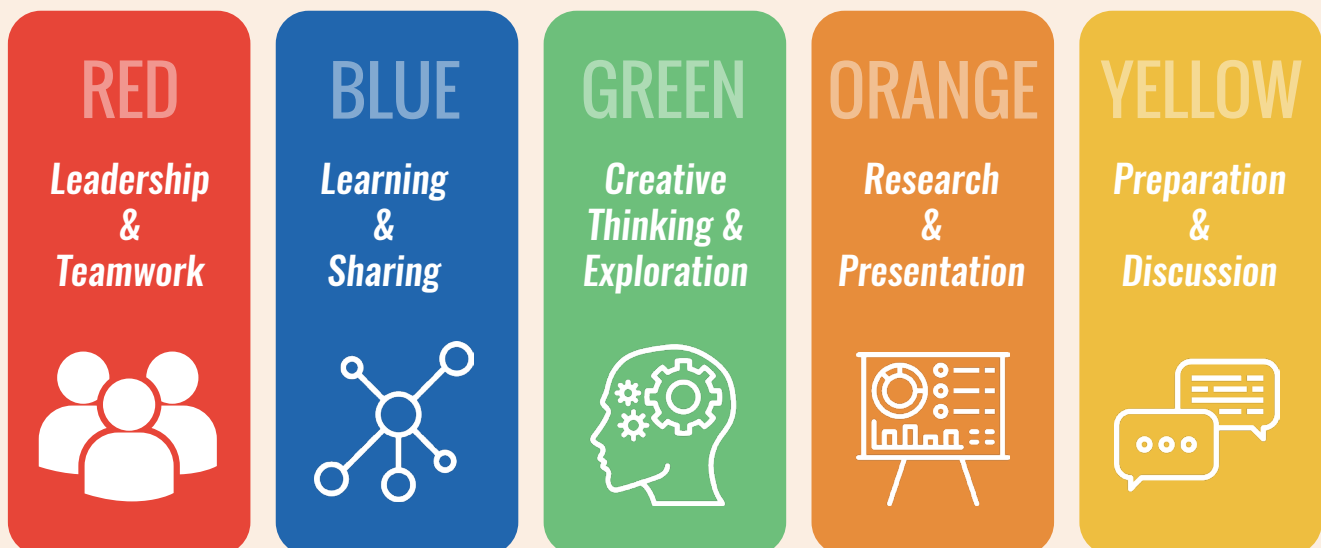 RED
Leadership
&
Teamwork
BLUE
Learning
&
Sharing
GREEN
Creative
Thinking &
Exploration
ORANGE
Research
&
Presentation
YELLOW
Preparation
&
Discussion